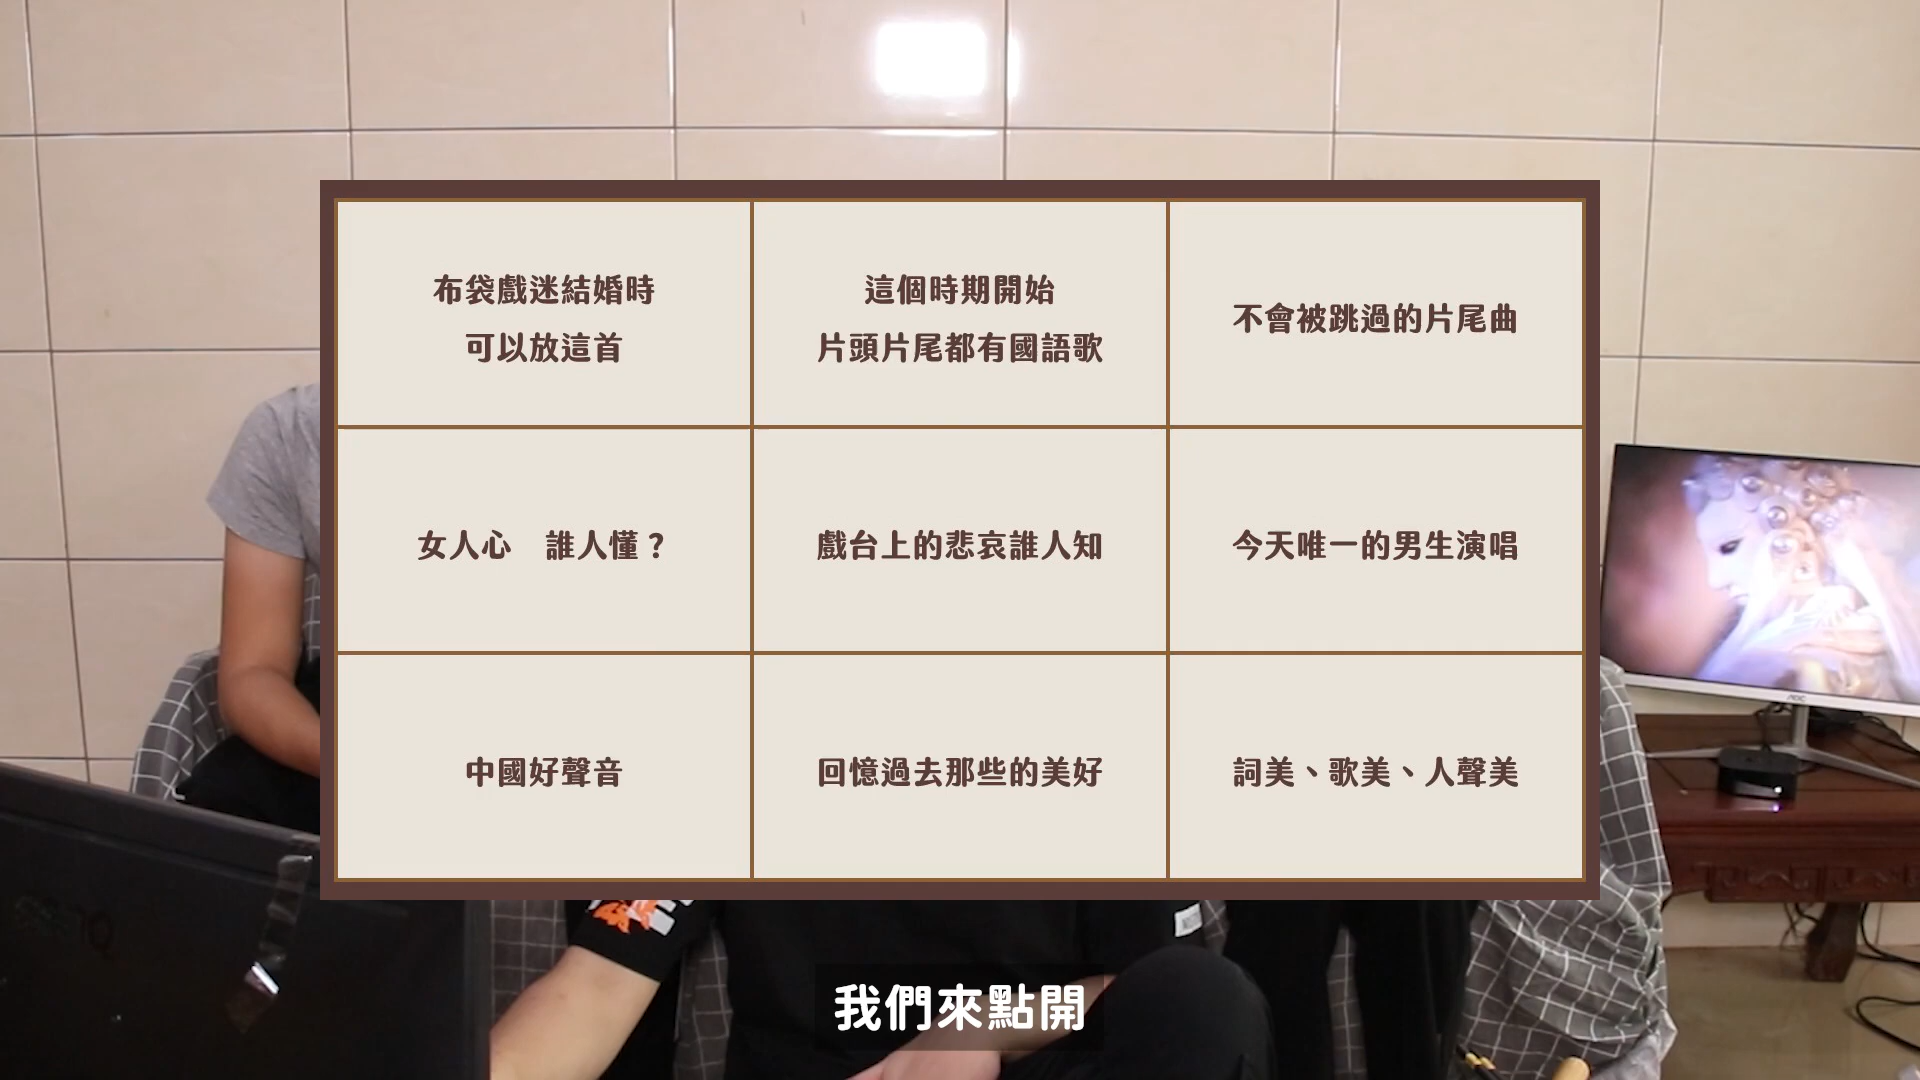 布袋戲迷結婚時
可以放這首
這個時期開始
片頭片尾都有國語歌
不會被跳過的片尾曲
女人心　誰人懂？
戲台上的悲哀誰人知
今天唯一的男生演唱
中國好聲音
回憶過去那些的美好
詞美、歌美、人聲美
AOC
我們來點開